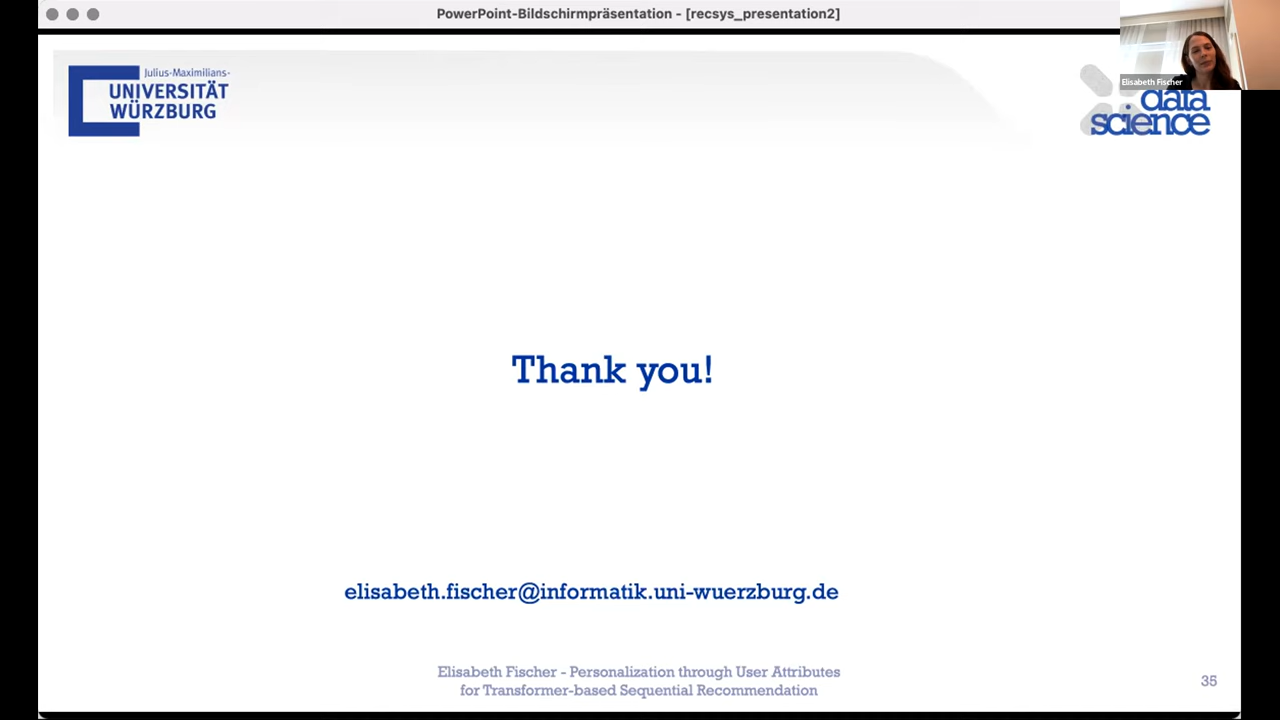 PowerPoint-Bildschirmpräsentation - [recsys_presentation2]
Julius-Maximilians-
UNIVERSITÄT
WÜRZBURG
Elisabeth Fischer
data
science
Thank you!
elisabeth.fischer@informatik.uni-wuerzburg.de
Elisabeth Fischer - Personalization through User Attributes
for Transformer-based Sequential Recommendation
35